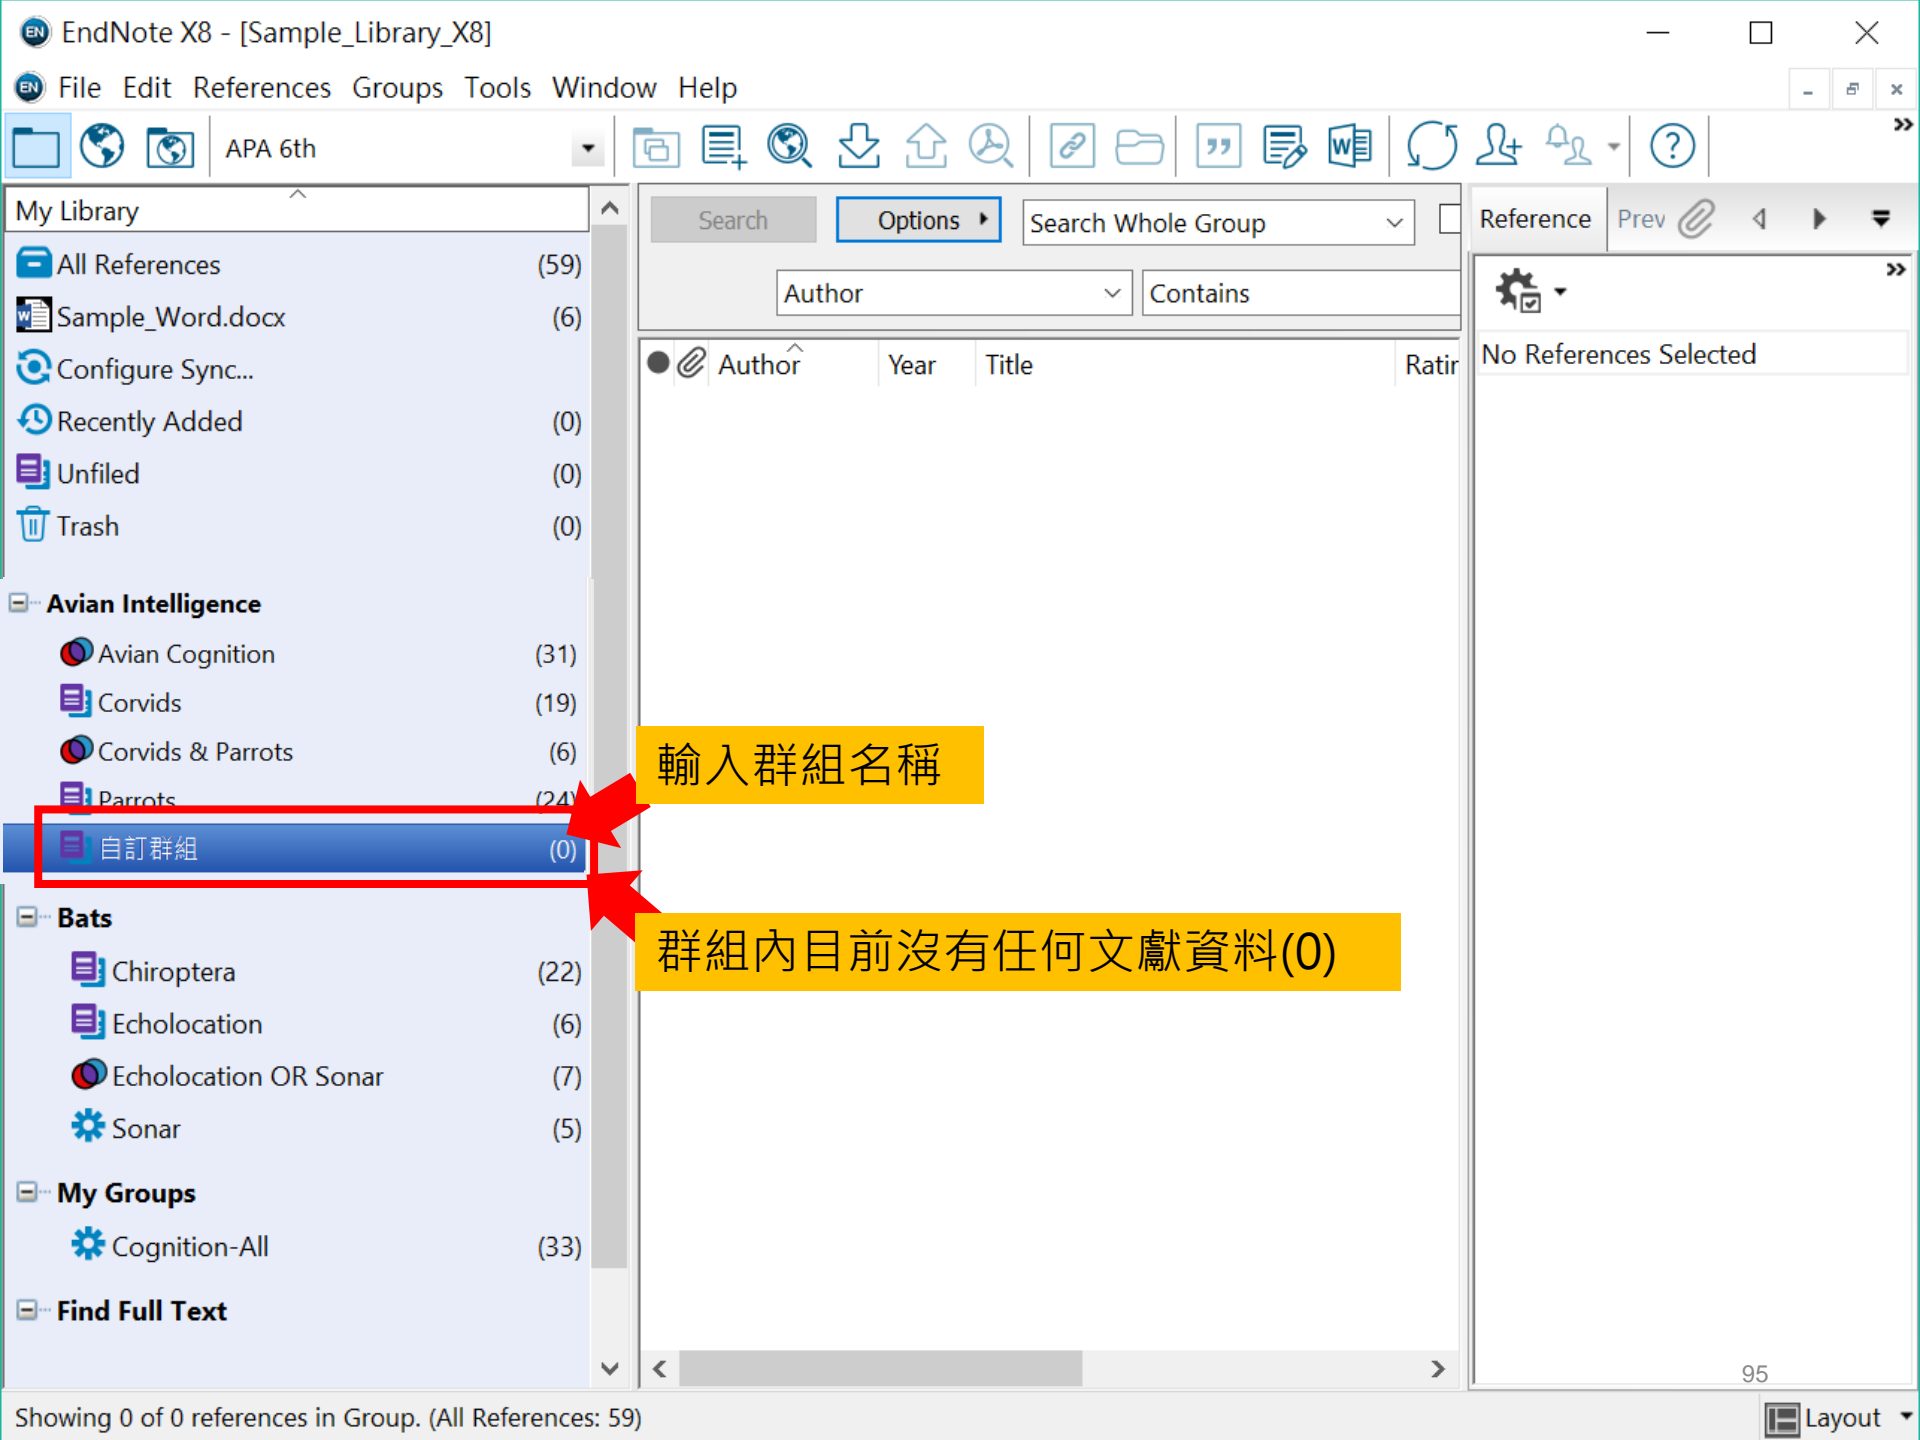 EndNote X8 - [Sample_Library_X8]
File Edit References Groups Tools Window Help
APA 6th
My Library
All References (59)
Sample_Word.docx (6)
Configure Sync...
Recently Added (0)
Unfiled (0)
Trash (0)
Avian Intelligence
Avian Cognition (31)
Corvids (19)
Corvids & Parrots (6)
Parrots (24)
自訂群組 (0)
Bats
Chiroptera (22)
Echolocation (6)
Echolocation OR Sonar (7)
Sonar (5)
My Groups
Cognition-All (33)
Find Full Text
Search Options Search Whole Group
Author Contains
Author Year Title Ratin
輸入群組名稱
群組內目前沒有任何文獻資料(0)
Reference Prev
No References Selected
95
Showing 0 of 0 references in Group. (All References: 59)
Layout